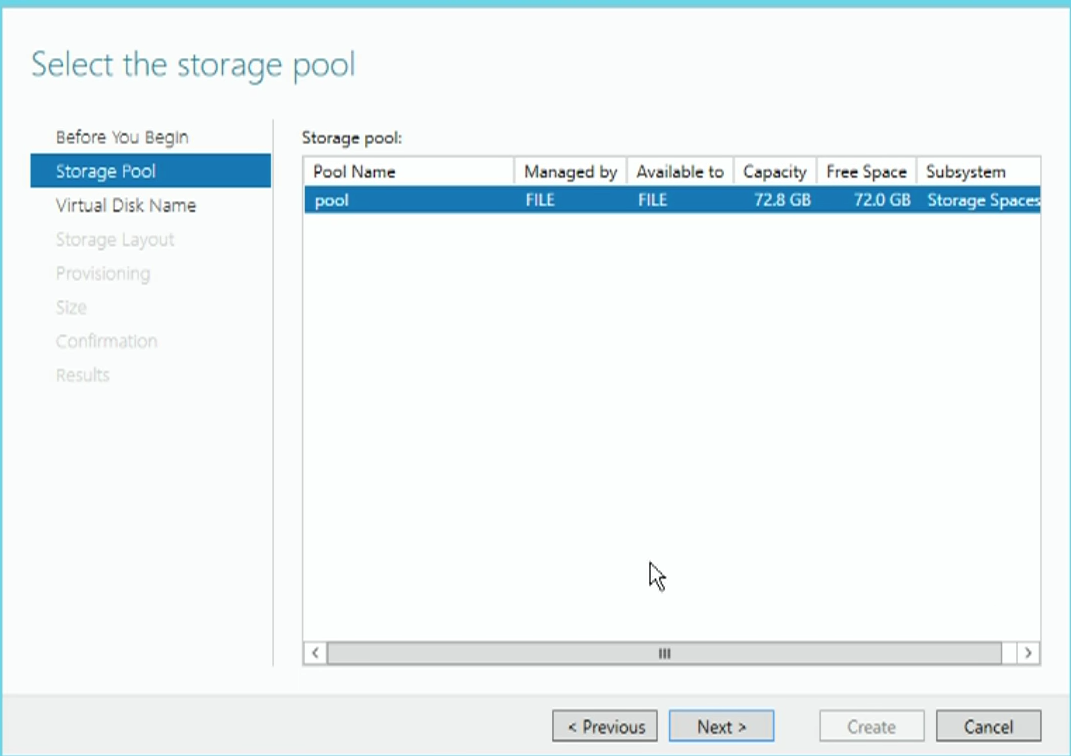 Select the storage pool
Before You Begin
Storage Pool
Virtual Disk Name
Storage Layout
Provisioning
Size
Confirmation
Results
Storage pool:
Pool Name Managed by Available to Capacity Free Space Subsystem
pool FILE FILE 72.8 GB 72.0 GB Storage Spaces
< Previous Next > Create Cancel